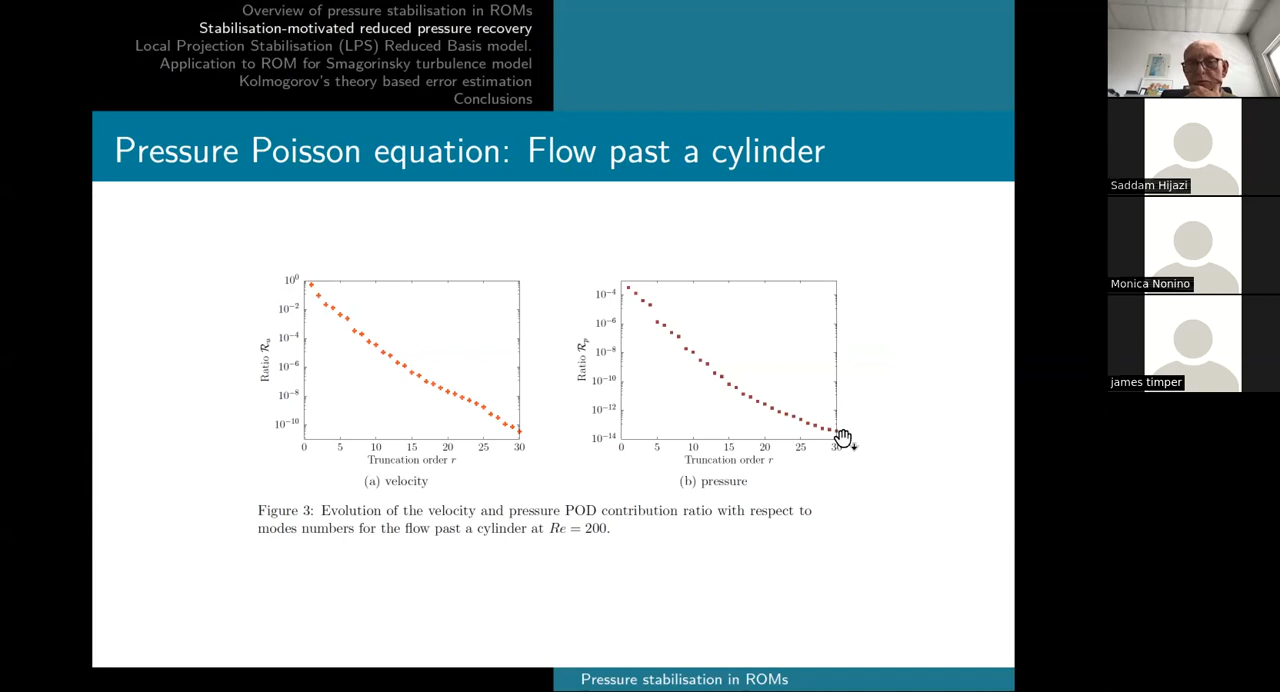 Overview of pressure stabilisation in ROMs
Stabilisation-motivated reduced pressure recovery
Local Projection Stabilisation (LPS) Reduced Basis model.
Application to ROM for Smagorinsky turbulence model
Kolmogorov's theory based error estimation
Conclusions
Pressure Poisson equation: Flow past a cylinder
10^0
10^−2
10^−4
10^−6
10^−8
10^−10
Ratio ℛ_u
0 5 10 15 20 25 30
Truncation order r
(a) velocity
10^−4
10^−6
10^−8
10^−10
10^−12
10^−14
Ratio ℛ_p
0 5 10 15 20 25 30
Truncation order r
(b) pressure
Figure 3: Evolution of the velocity and pressure POD contribution ratio with respect to
modes numbers for the flow past a cylinder at Re = 200.
Pressure stabilisation in ROMs
Saddam Hijazi
Monica Nonino
james timper